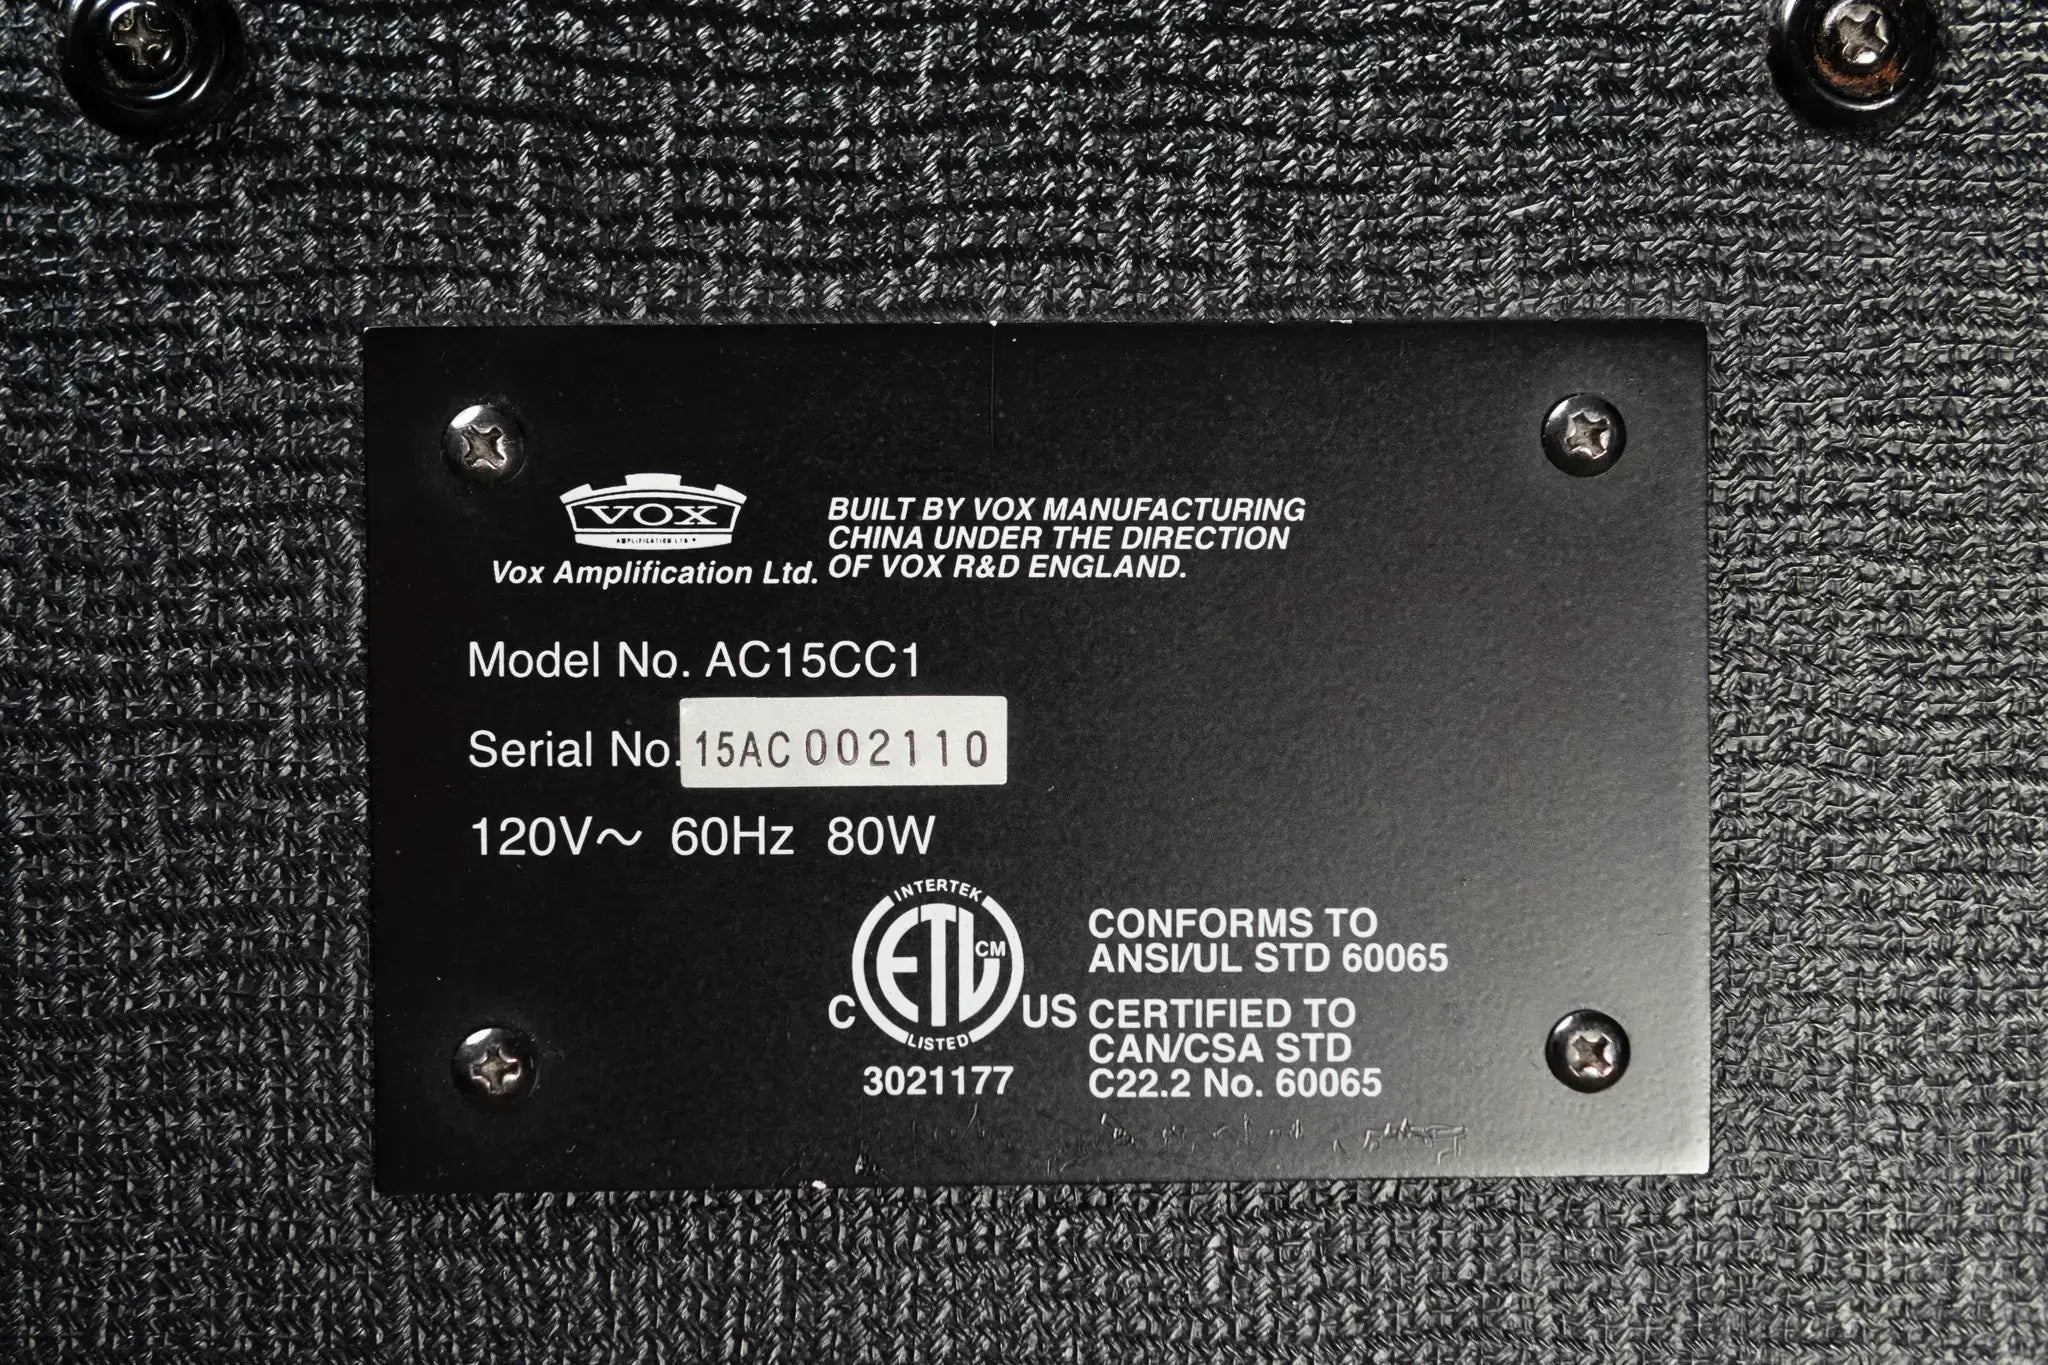 VOX
AMPLIFICATION LTD
Vox Amplification Ltd.
BUILT BY VOX MANUFACTURING
CHINA UNDER THE DIRECTION
OF VOX R&D ENGLAND.
Model No. AC15CC1
Serial No. 15AC 002110
120V~ 60Hz 80W
INTERTEK
ETL CM
C US
LISTED
3021177
CONFORMS TO
ANSI/UL STD 60065
CERTIFIED TO
CAN/CSA STD
C22.2 No. 60065